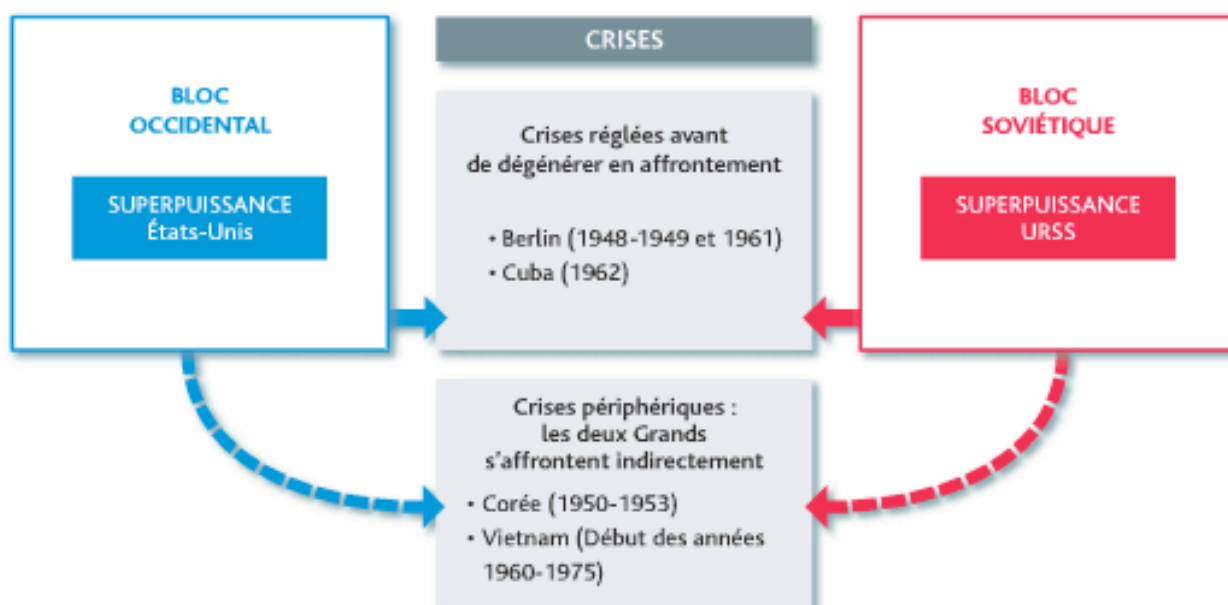 CRISES
BLOC
OCCIDENTAL
SUPERPUISSANCE
États-Unis
Crises réglées avant
de dégénérer en affrontement
• Berlin (1948-1949 et 1961)
• Cuba (1962)
BLOC
SOVIÉTIQUE
SUPERPUISSANCE
URSS
Crises périphériques :
les deux Grands
s'affrontent indirectement
• Corée (1950-1953)
• Vietnam (Début des années
1960-1975)